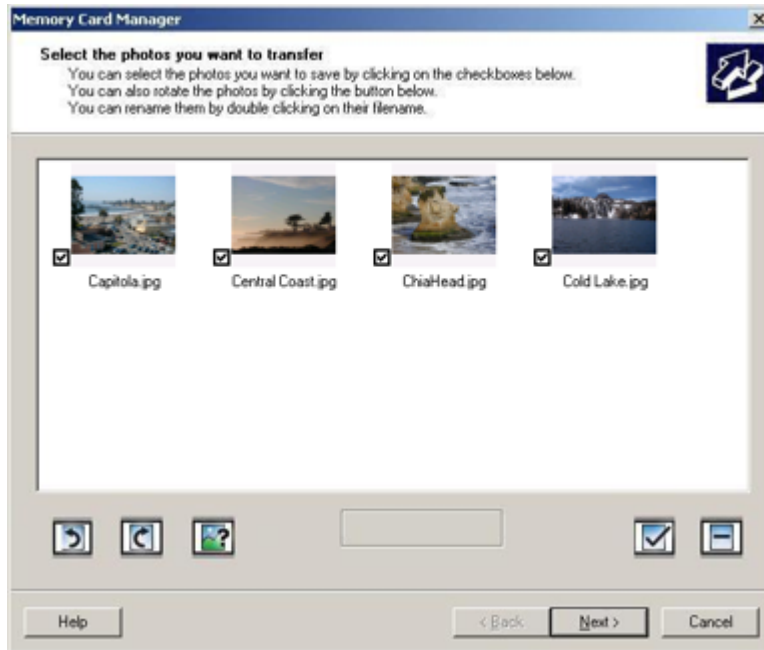 Memory Card Manager
Select the photos you want to transfer
You can select the photos you want to save by clicking on the checkboxes below.
You can also rotate the photos by clicking the button below.
You can rename them by double clicking on their filename.
Capitola.jpg
Central Coast.jpg
ChiaHead.jpg
Cold Lake.jpg
?
Help
< Back
Next >
Cancel